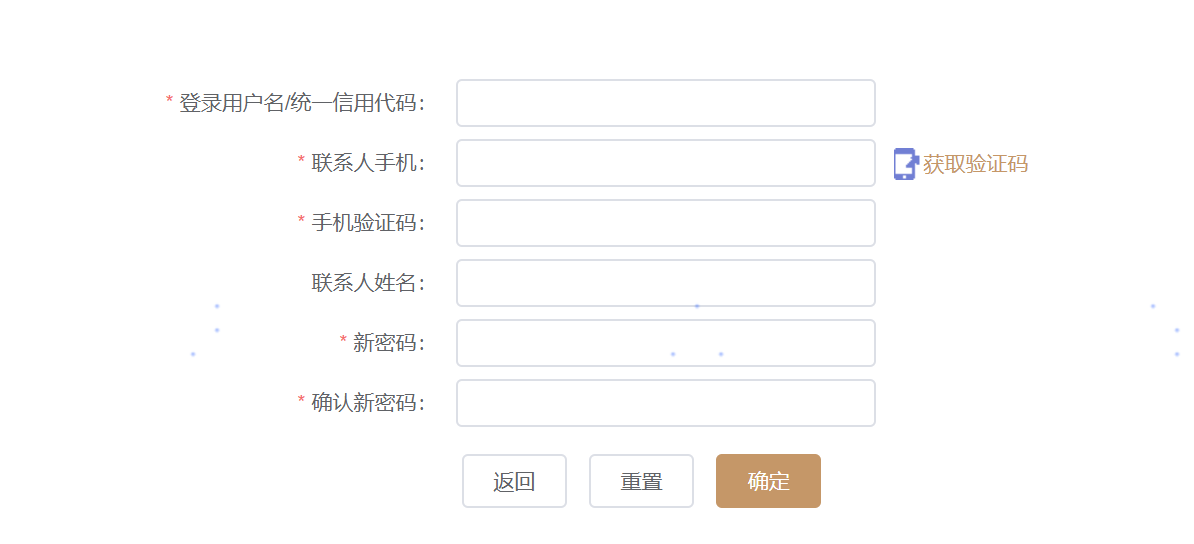 * 登录用户名/统一信用代码：
* 联系人手机： 获取验证码
* 手机验证码：
联系人姓名：
* 新密码：
* 确认新密码：
返回 重置 确定